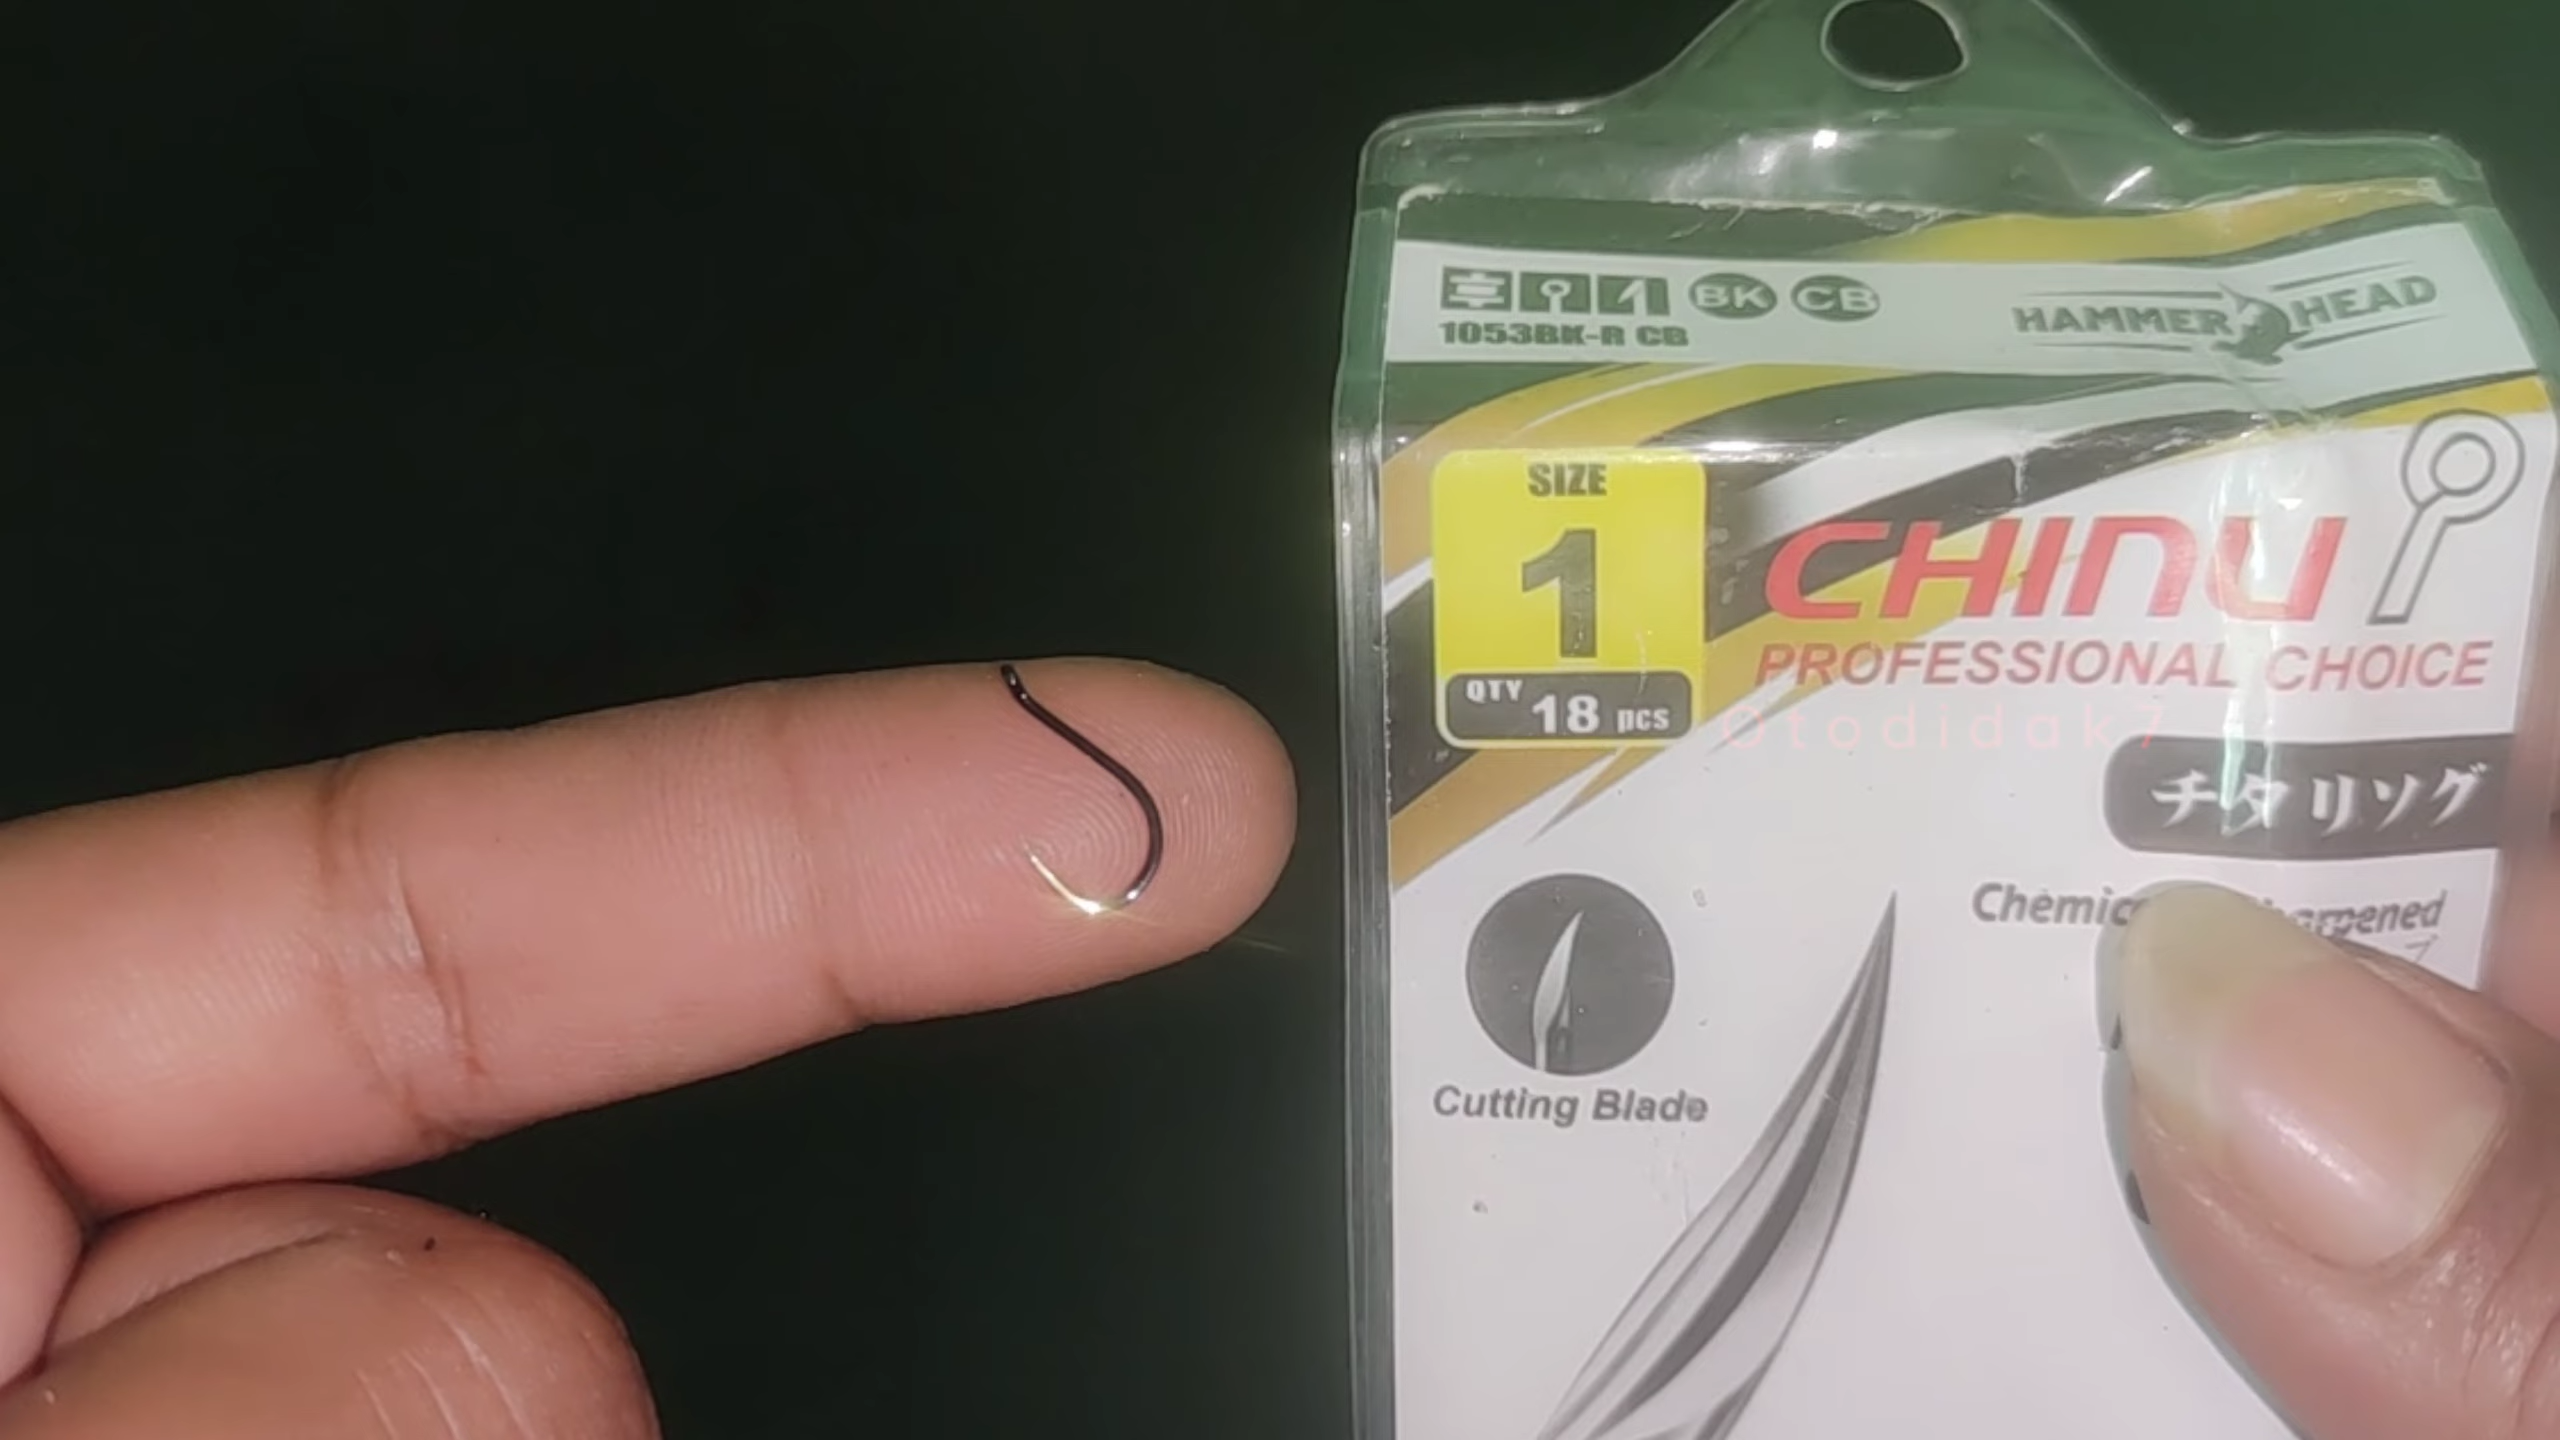 BK CB
1053BK-R CB
HAMMER HEAD
SIZE
1
QTY 18 pcs
CHINU
PROFESSIONAL CHOICE
Otodidak7
チタリソグ
Cutting Blade